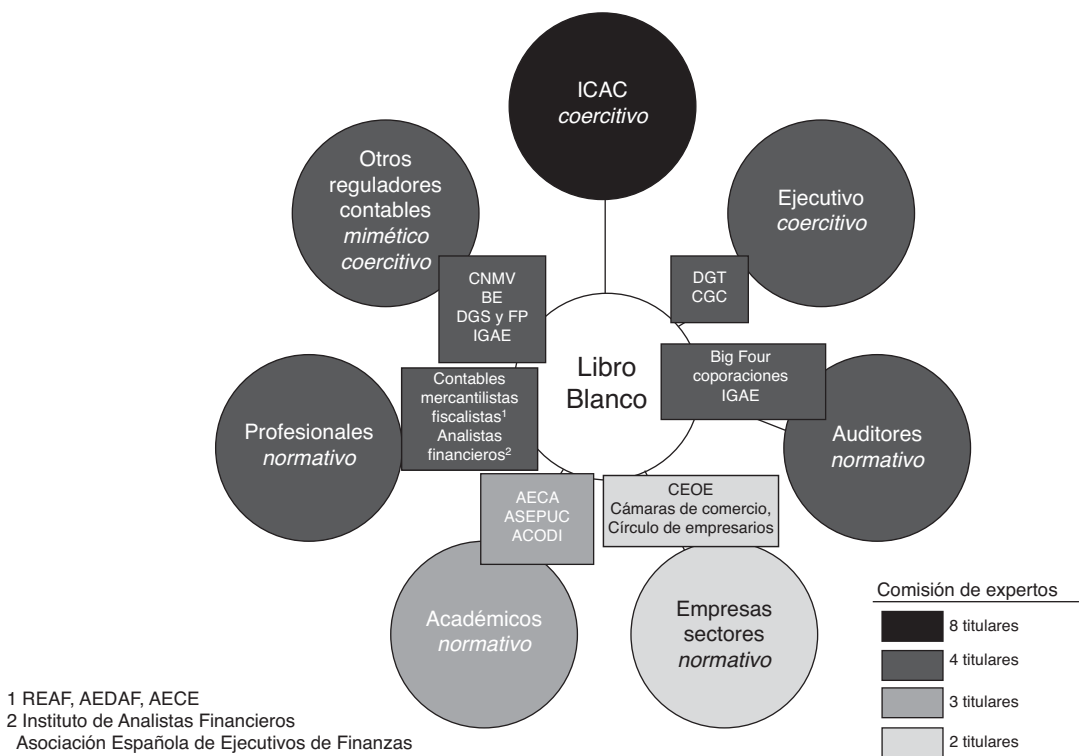 ICAC
coercitivo
Otros
reguladores
contables
mimético
coercitivo
Ejecutivo
coercitivo
CNMV
BE
DGS y FP
IGAE
DGT
CGC
Libro
Blanco
Big Four
coporaciones
IGAE
Contables
mercantilistas
fiscalistas¹
Analistas
financieros²
Profesionales
normativo
Auditores
normativo
AECA
ASEPUC
ACODI
CEOE
Cámaras de comercio,
Círculo de empresarios
Académicos
normativo
Empresas
sectores
normativo
Comisión de expertos
8 titulares
4 titulares
3 titulares
2 titulares
1 REAF, AEDAF, AECE
2 Instituto de Analistas Financieros
Asociación Española de Ejecutivos de Finanzas